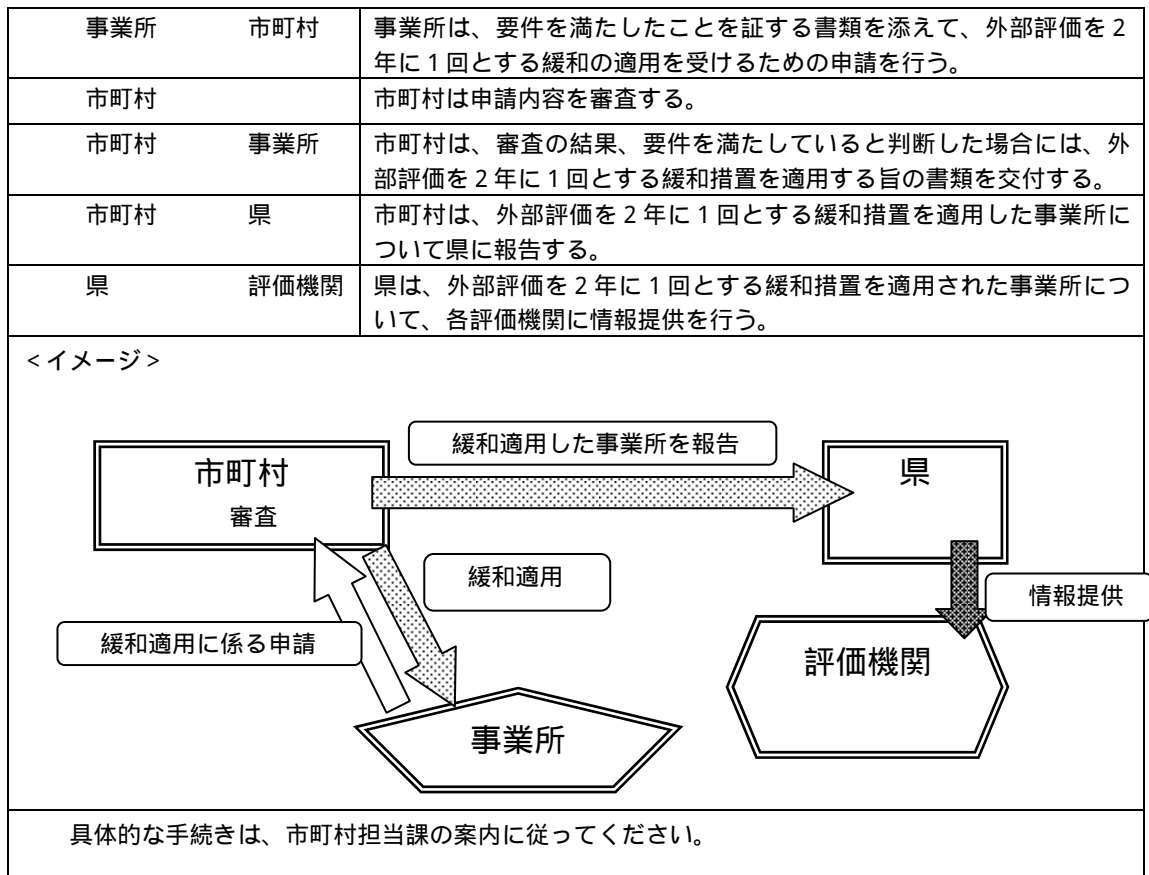 事業所 市町村 事業所は、要件を満たしたことを証する書類を添えて、外部評価を2
年に1回とする緩和の適用を受けるための申請を行う。
市町村 市町村は申請内容を審査する。
市町村 事業所 市町村は、審査の結果、要件を満たしていると判断した場合には、外
部評価を2年に1回とする緩和措置を適用する旨の書類を交付する。
市町村 県 市町村は、外部評価を2年に1回とする緩和措置を適用した事業所に
ついて県に報告する。
県 評価機関 県は、外部評価を2年に1回とする緩和措置を適用された事業所につ
いて、各評価機関に情報提供を行う。
<イメージ>
緩和適用した事業所を報告
市町村
審査
県
緩和適用
情報提供
緩和適用に係る申請
評価機関
事業所
具体的な手続きは、市町村担当課の案内に従ってください。